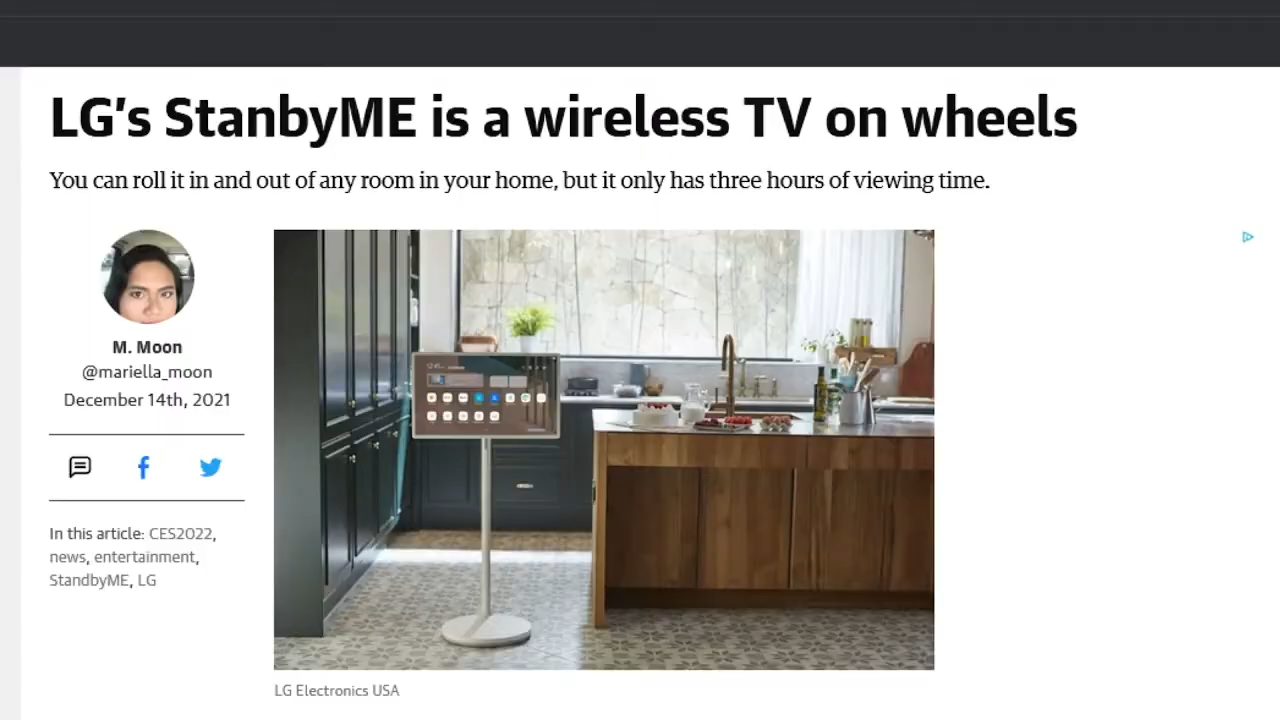 LG's StanbyME is a wireless TV on wheels
You can roll it in and out of any room in your home, but it only has three hours of viewing time.
M. Moon
@mariella_moon
December 14th, 2021
In this article: CES2022,
news, entertainment,
StandbyME, LG
LG Electronics USA